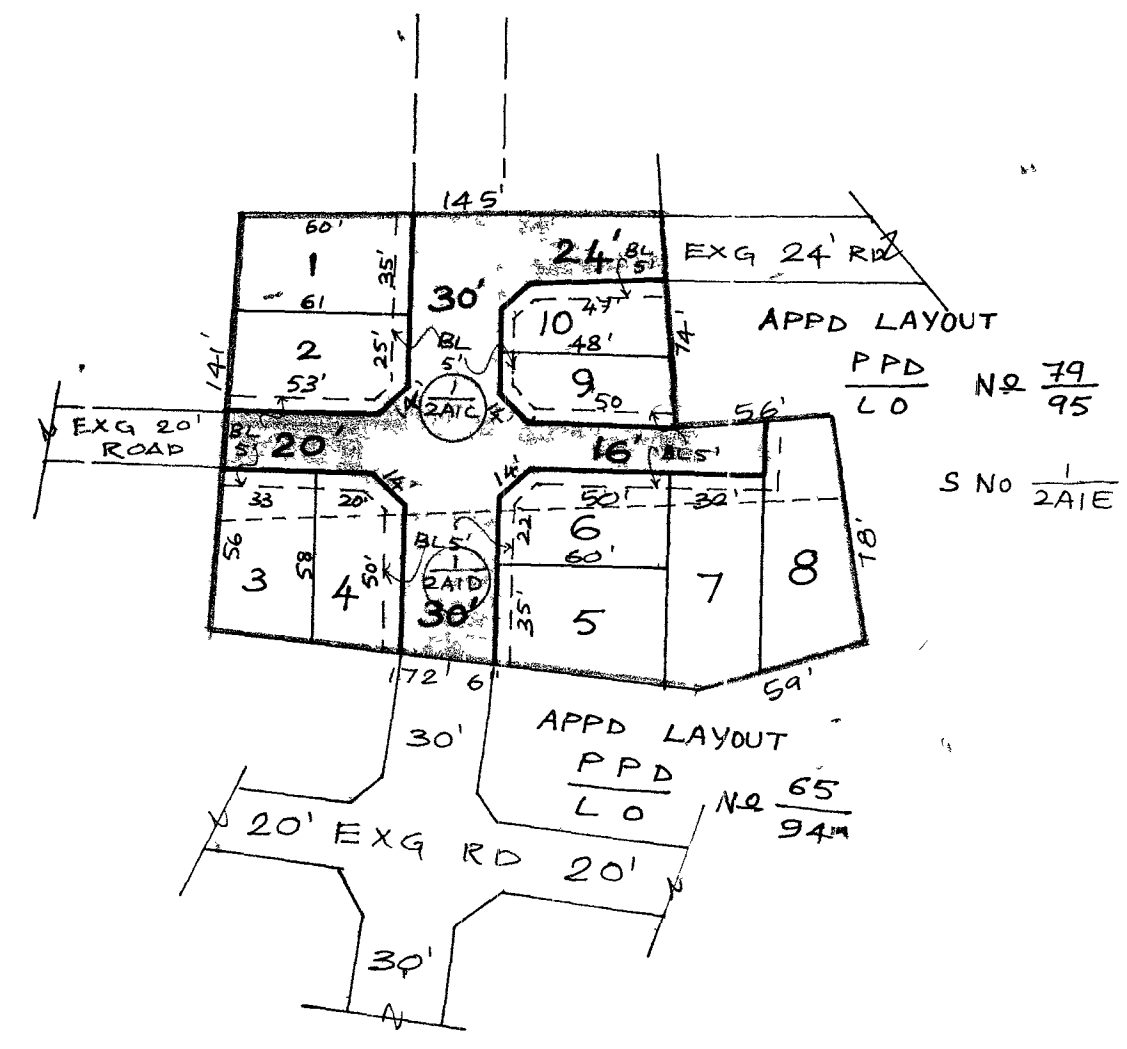 145'
60'
1
35'
61
2
25'
53'
141'
24'
BL
5'
EXG 24' RD
30'
47'
10
48'
9
50
74'
BL
5'
1
2A1C
APPD LAYOUT
PPD
LO
No 79
95
S No 1
2A1E
56'
EXG 20'
ROAD
BL
5'
20'
16'
BL 5'
14'
33
20'
50'
30'
56
3
58
4
50'
BL 5'
1
2A1D
30'
22
6
60'
35'
5
7
8
78'
172' 6"
59'
30'
APPD LAYOUT
PPD
LO
No 65
94
20' EXG RD 20'
30'
N